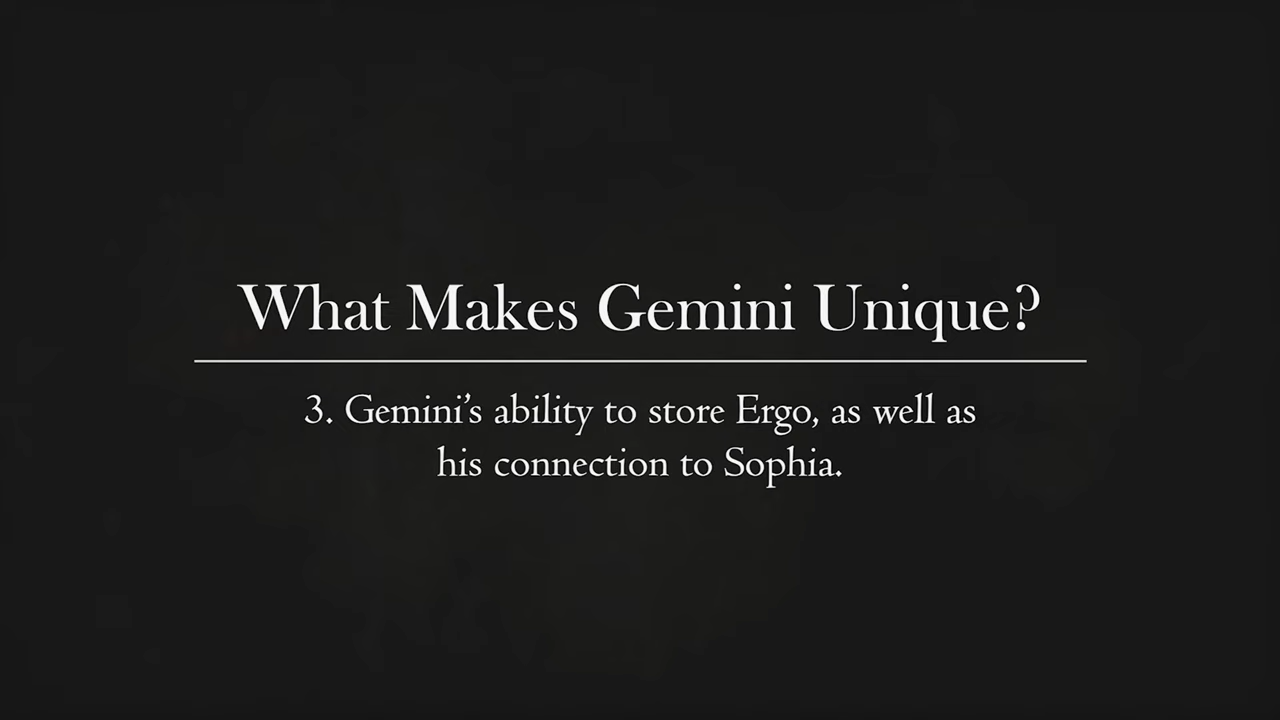 What Makes Gemini Unique?
3. Gemini’s ability to store Ergo, as well as
his connection to Sophia.